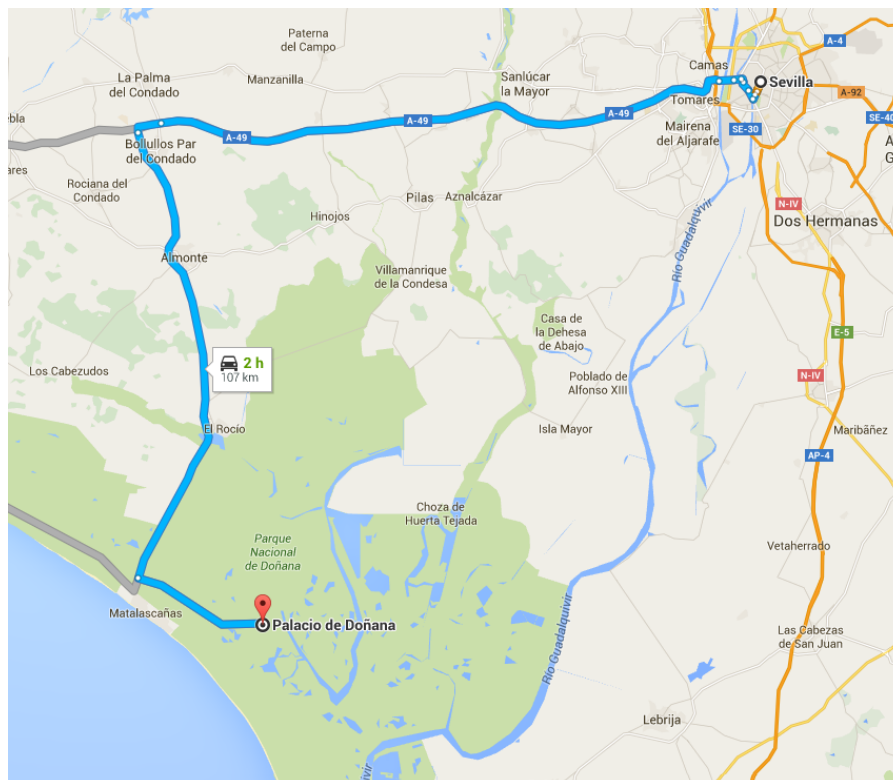 Paterna
del Campo
A-4
La Palma
del Condado
Manzanilla
Sanlúcar
la Mayor
Camas
Sevilla
A-92
Tomares
A-49
A-49
A-49
SE-30
SE-40
Bollullos Par
del Condado
Mairena
del Aljarafe
Rociana del
Condado
Pilas
Aznalcázar
Hinojos
N-IV
Dos Hermanas
Río Guadalquivir
Almonte
Villamanrique
de la Condesa
Casa de
la Dehesa
de Abajo
E-5
2 h
107 km
Los Cabezudos
Poblado de
Alfonso XIII
N-IV
El Rocío
Isla Mayor
Maribáñez
AP-4
Choza de
Huerta Tejada
Parque
Nacional
de Doñana
Vetaherrado
Matalascañas
Palacio de Doñana
Río Guadalquivir
Las Cabezas
de San Juan
Lebrija